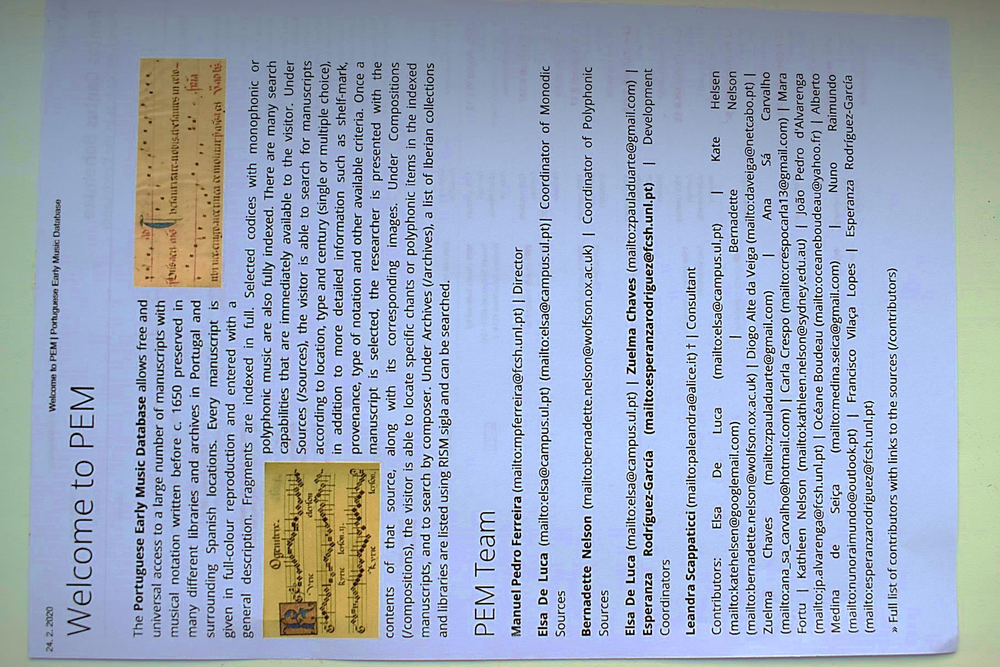 24. 2. 2020
Welcome to PEM | Portuguese Early Music Database
Welcome to PEM
The Portuguese Early Music Database allows free and
universal access to a large number of manuscripts with
musical notation written before c. 1650 preserved in
many different libraries and archives in Portugal and
surrounding Spanish locations. Every manuscript is
given in full-colour reproduction and entered with a
general description. Fragments are indexed in full. Selected codices with monophonic or
polyphonic music are also fully indexed. There are many search
capabilities that are immediately available to the visitor. Under
Sources (/sources), the visitor is able to search for manuscripts
according to location, type and century (single or multiple choice),
in addition to more detailed information such as shelf-mark,
provenance, type of notation and other available criteria. Once a
manuscript is selected, the researcher is presented with the
contents of that source, along with its corresponding images. Under Compositions
(/compositions), the visitor is able to locate specific chants or polyphonic items in the indexed
manuscripts, and to search by composer. Under Archives (/archives), a list of Iberian collections
and libraries are listed using RISM sigla and can be searched.
PEM Team
Manuel Pedro Ferreira (mailto:mpferreira@fcsh.unl.pt) | Director
Elsa De Luca (mailto:elsa@campus.ul.pt) (mailto:elsa@campus.ul.pt)| Coordinator of Monodic
Sources
Bernadette Nelson (mailto:bernadette.nelson@wolfson.ox.ac.uk) | Coordinator of Polyphonic
Sources
Elsa De Luca (mailto:elsa@campus.ul.pt) | Zuelma Chaves (mailto:zpauladuarte@gmail.com) |
Esperanza Rodríguez-García (mailto:esperanzarodriguez@fcsh.unl.pt) | Development
Coordinators
Leandra Scappaticci (mailto:paleandra@alice.it) † | Consultant
Contributors: Elsa De Luca (mailto:elsa@campus.ul.pt) | Kate Helsen
(mailto:katehelsen@googlemail.com) | Bernadette Nelson
(mailto:bernadette.nelson@wolfson.ox.ac.uk) | Diogo Alte da Veiga (mailto:daveiga@netcabo.pt) |
Zuelma Chaves (mailto:zpauladuarte@gmail.com) | Ana Sá Carvalho
(mailto:ana_sa_carvalho@hotmail.com) | Carla Crespo (mailto:crespocarla13@gmail.com) | Mara
Fortu | Kathleen Nelson (mailto:kathleen.nelson@sydney.edu.au) | João Pedro d'Alvarenga
(mailto:jp.alvarenga@fcsh.unl.pt) | Océane Boudeau (mailto:oceaneboudeau@yahoo.fr) | Alberto
Medina de Seiça (mailto:medina.seica@gmail.com) | Nuno Raimundo
(mailto:nunoraimundo@outlook.pt) | Francisco Vilaça Lopes | Esperanza Rodríguez-García
(mailto:esperanzarodriguez@fcsh.unl.pt)
» Full list of contributors with links to the sources (/contributors)